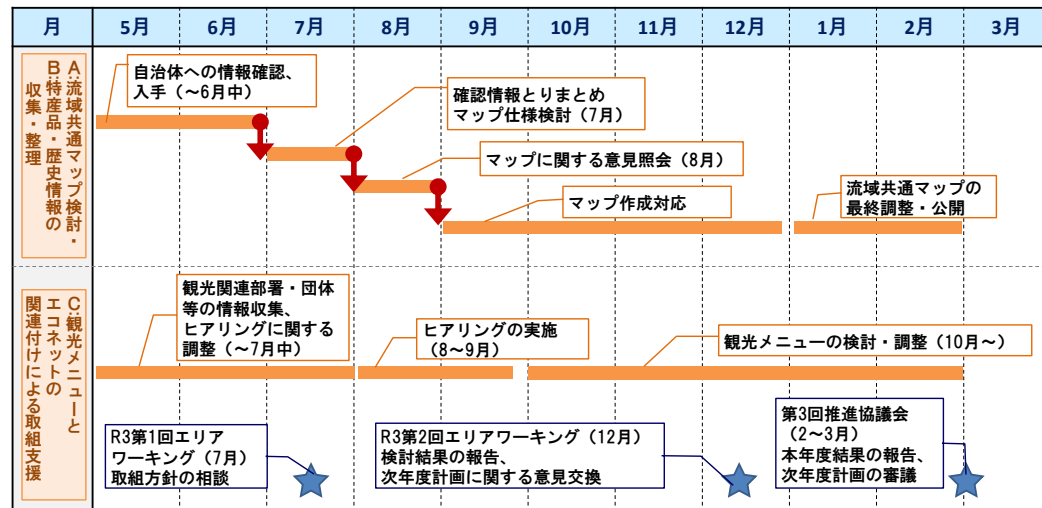 月
5月
6月
7月
8月
9月
10月
11月
12月
1月
2月
3月
A:流域共通マップ検討・
B:特産品・歴史情報の
収集・整理
自治体への情報確認、
入手（～6月中）
確認情報とりまとめ
マップ仕様検討（7月）
マップに関する意見照会（8月）
マップ作成対応
流域共通マップの
最終調整・公開
C:観光メニューと
エコネットの
関連付けによる取組支援
観光関連部署・団体
等の情報収集、
ヒアリングに関する
調整（～7月中）
ヒアリングの実施
（8～9月）
観光メニューの検討・調整（10月～）
R3第1回エリア
ワーキング（7月）
取組方針の相談
R3第2回エリアワーキング（12月）
検討結果の報告、
次年度計画に関する意見交換
第3回推進協議会
（2～3月）
本年度結果の報告、
次年度計画の審議